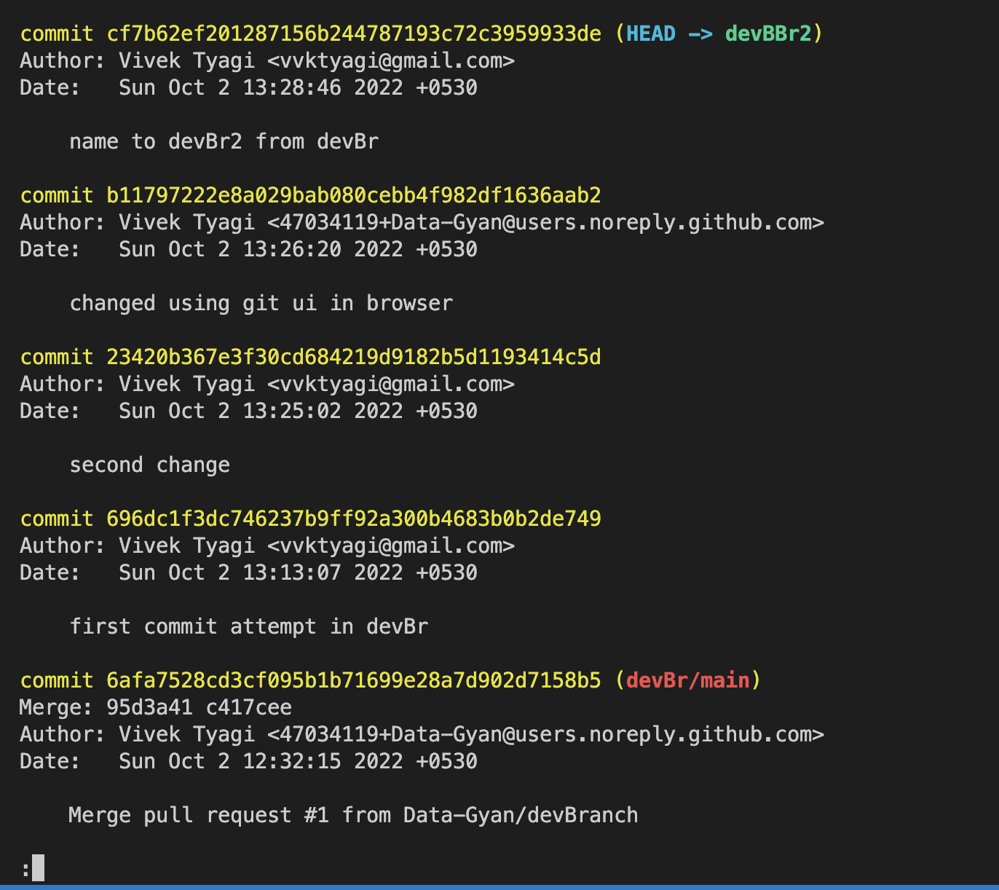 commit cf7b62ef201287156b244787193c72c3959933de (HEAD -> devBBr2)
Author: Vivek Tyagi <vvktyagi@gmail.com>
Date:   Sun Oct 2 13:28:46 2022 +0530
    name to devBr2 from devBr
commit b11797222e8a029bab080cebb4f982df1636aab2
Author: Vivek Tyagi <47034119+Data-Gyan@users.noreply.github.com>
Date:   Sun Oct 2 13:26:20 2022 +0530
    changed using git ui in browser
commit 23420b367e3f30cd684219d9182b5d1193414c5d
Author: Vivek Tyagi <vvktyagi@gmail.com>
Date:   Sun Oct 2 13:25:02 2022 +0530
    second change
commit 696dc1f3dc746237b9ff92a300b4683b0b2de749
Author: Vivek Tyagi <vvktyagi@gmail.com>
Date:   Sun Oct 2 13:13:07 2022 +0530
    first commit attempt in devBr
commit 6afa7528cd3cf095b1b71699e28a7d902d7158b5 (devBr/main)
Merge: 95d3a41 c417cee
Author: Vivek Tyagi <47034119+Data-Gyan@users.noreply.github.com>
Date:   Sun Oct 2 12:32:15 2022 +0530
    Merge pull request #1 from Data-Gyan/devBranch
: